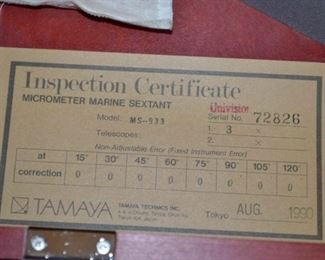 Inspection Certificate
MICROMETER MARINE SEXTANT
Univision
Model: MS-933 Serial No. 72826
Telescopes: 1. 3 ×
2. ×
Non-Adjustable Error (Fixed Instrument Error)
at 15' 30' 45' 60' 75' 90' 105' 120'
correction 0 0 0 0 0 0 0 0
TAMAYA TAMAYA TECHNICS INC. Tokyo AUG. 1990